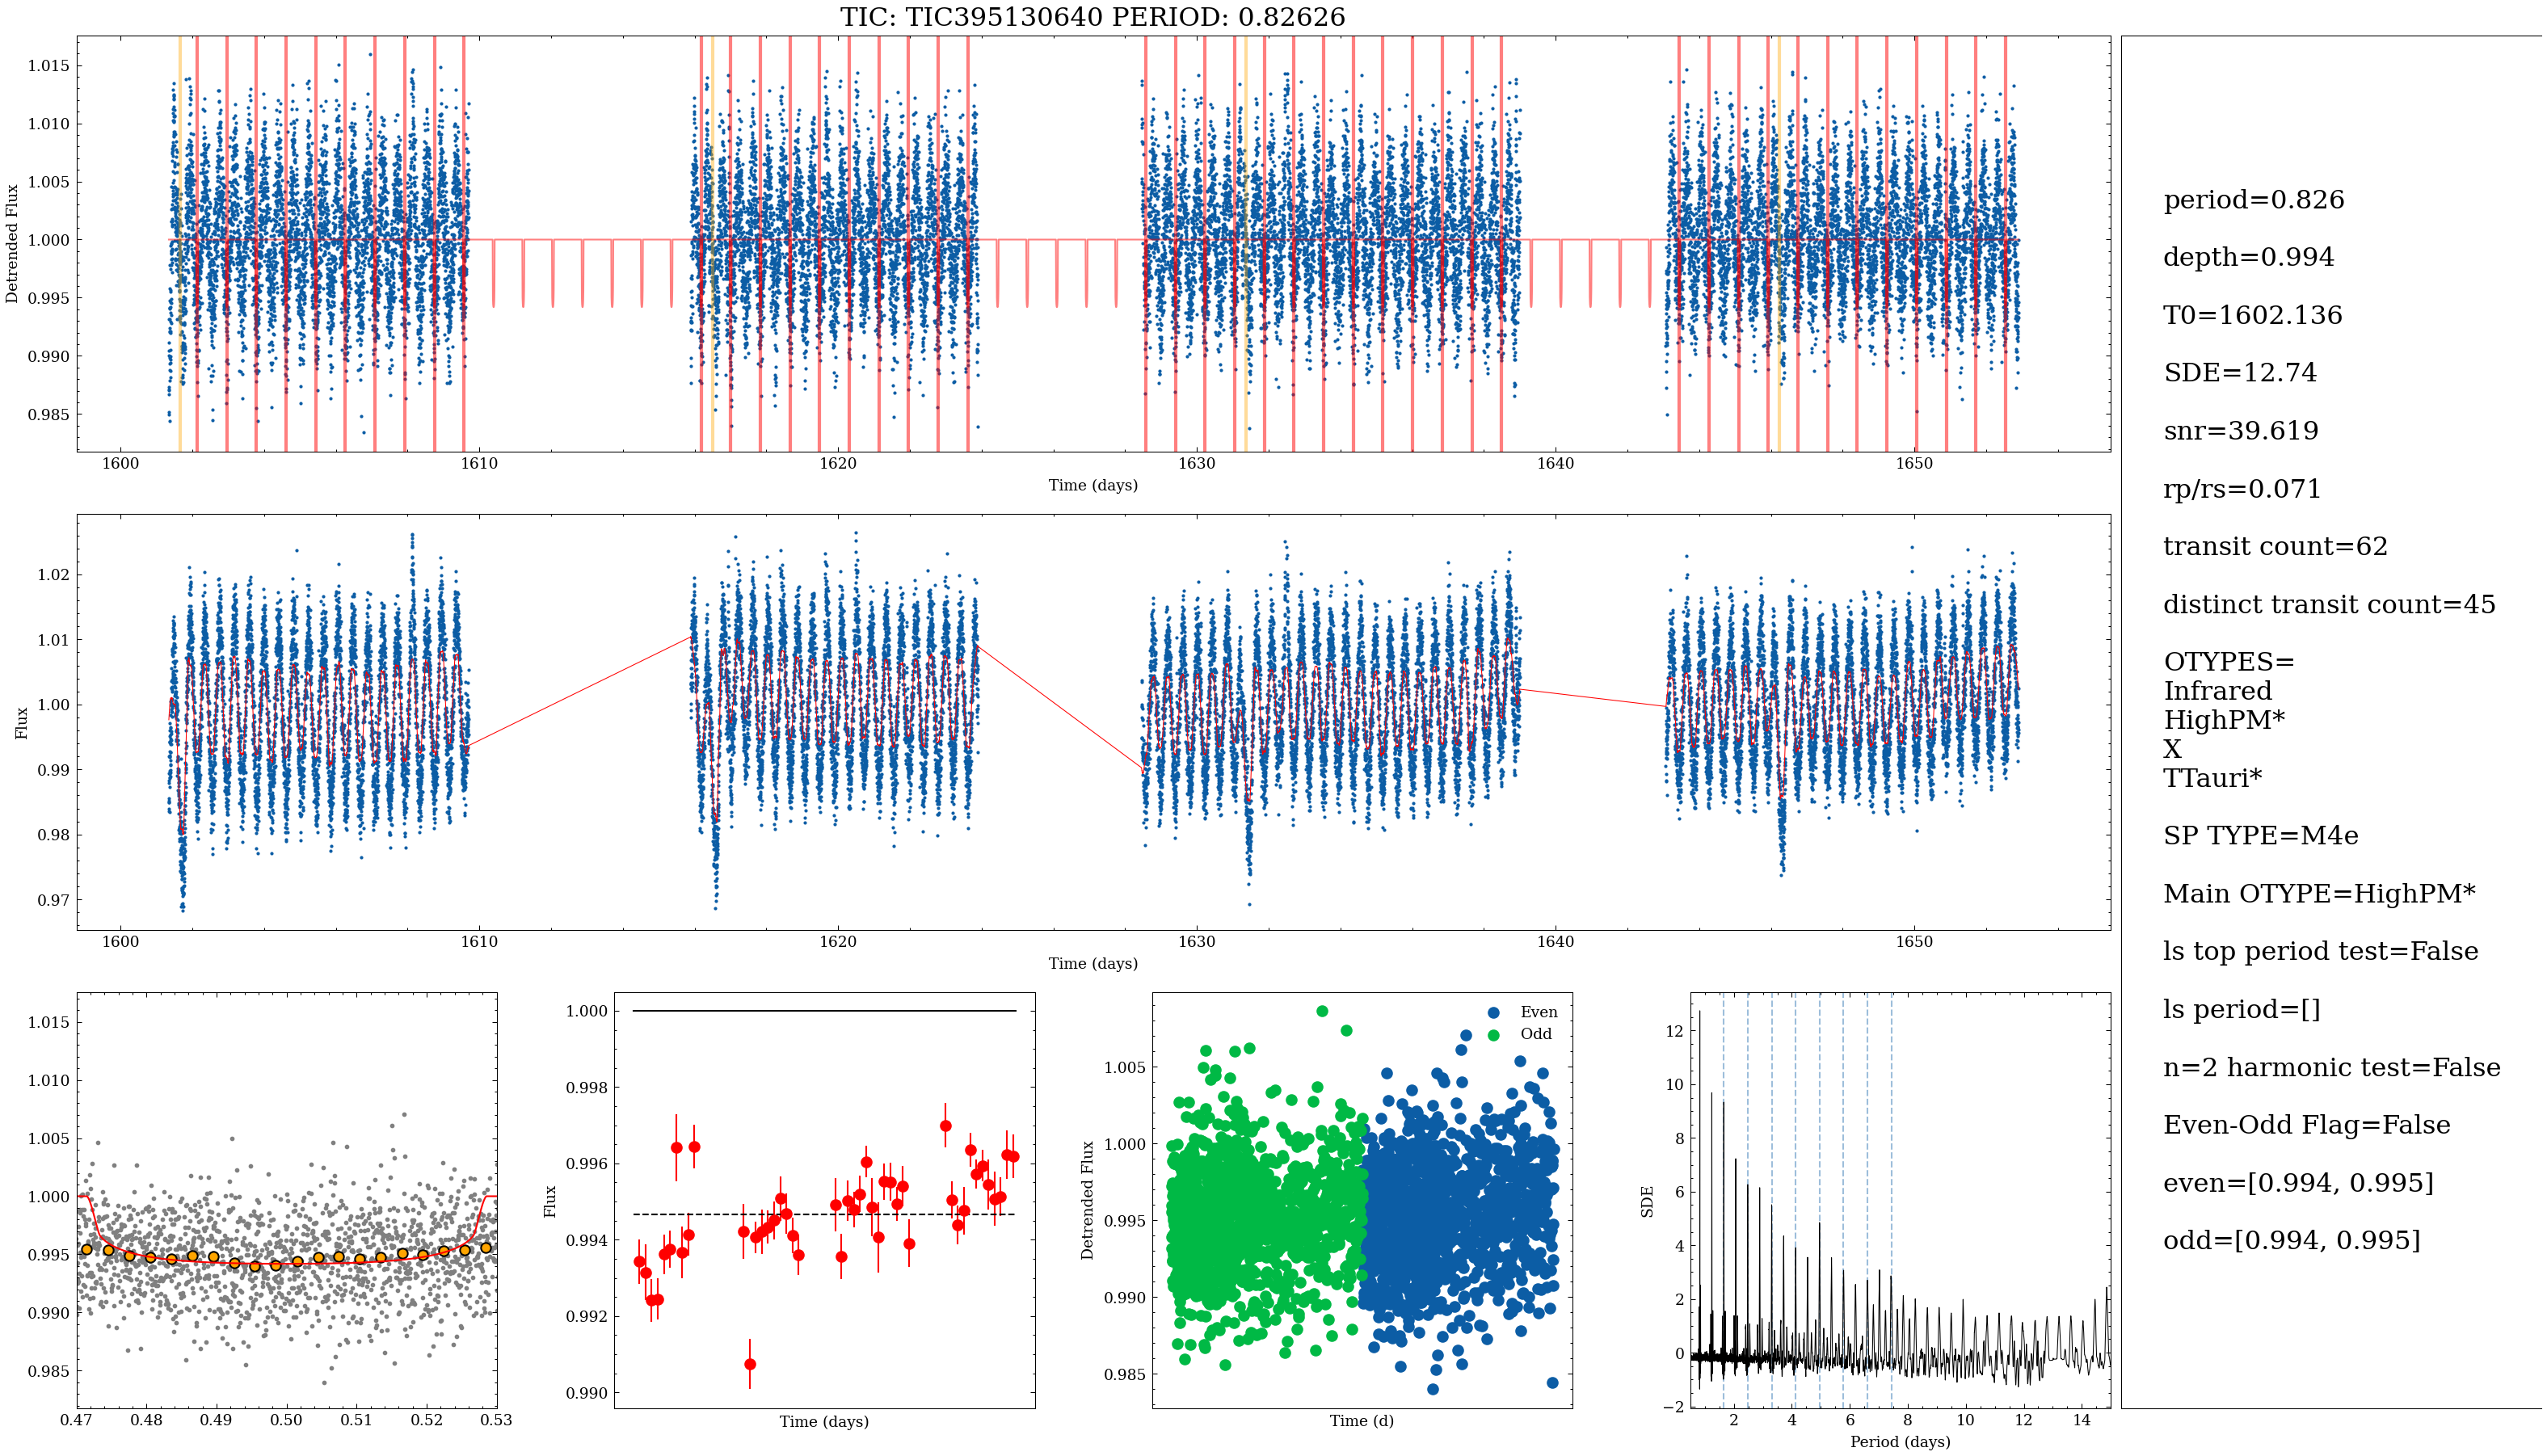 TIC: TIC395130640 PERIOD: 0.82626
1.015
1.010
1.005
1.000
0.995
0.990
0.985
Detrended Flux
1600
1610
1620
1630
1640
1650
Time (days)
1.02
1.01
1.00
0.99
0.98
0.97
Flux
1600
1610
1620
1630
1640
1650
Time (days)
1.015
1.010
1.005
1.000
0.995
0.990
0.985
0.47
0.48
0.49
0.50
0.51
0.52
0.53
1.000
0.998
0.996
0.994
0.992
0.990
Flux
Time (days)
Even
Odd
1.005
1.000
0.995
0.990
0.985
Detrended Flux
Time (d)
12
10
8
6
4
2
0
−2
SDE
2
4
6
8
10
12
14
Period (days)
period=0.826
depth=0.994
T0=1602.136
SDE=12.74
snr=39.619
rp/rs=0.071
transit count=62
distinct transit count=45
OTYPES=
Infrared
HighPM*
X
TTauri*
SP TYPE=M4e
Main OTYPE=HighPM*
ls top period test=False
ls period=[]
n=2 harmonic test=False
Even-Odd Flag=False
even=[0.994, 0.995]
odd=[0.994, 0.995]